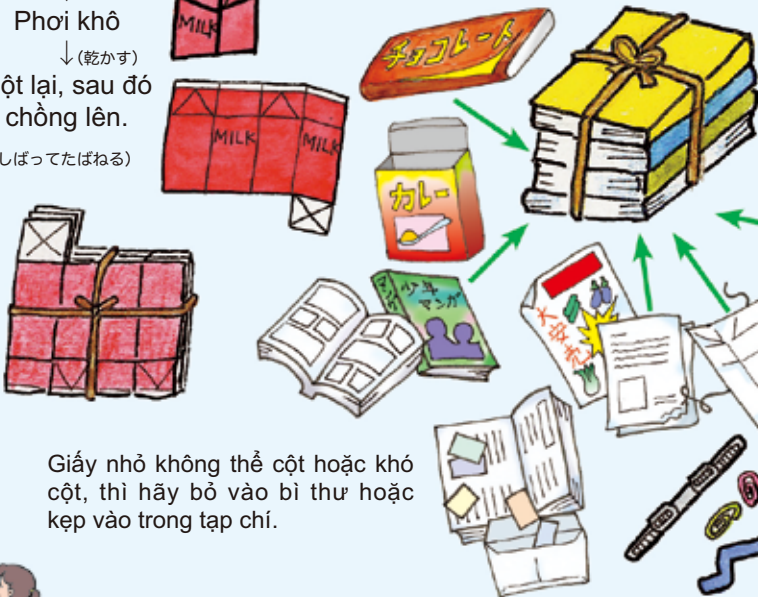 Phơi khô
↓(乾かす)
ột lại, sau đó
chồng lên.
しばってたばねる)
MILK
MILK
MILK
チョコレート
カレー
マンガ
少年
マンガ
大安売
Giấy nhỏ không thể cột hoặc khó
cột, thì hãy bỏ vào bì thư hoặc
kẹp vào trong tạp chí.